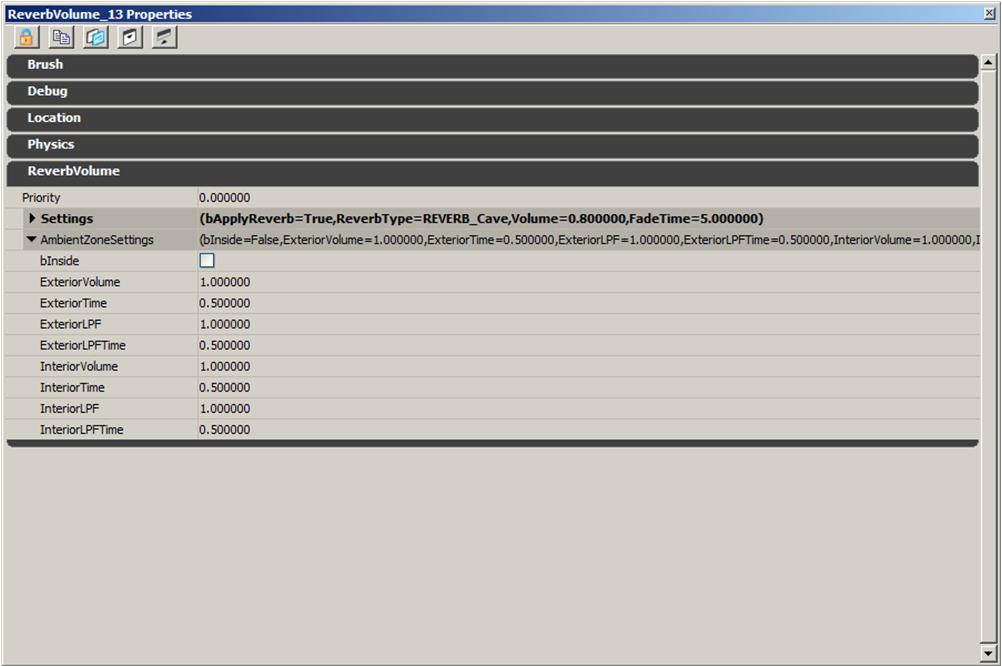 ReverbVolume_13 Properties
Brush
Debug
Location
Physics
ReverbVolume
Priority 0.000000
Settings (bApplyReverb=True,ReverbType=REVERB_Cave,Volume=0.800000,FadeTime=5.000000)
AmbientZoneSettings (bInside=False,ExteriorVolume=1.000000,ExteriorTime=0.500000,ExteriorLPF=1.000000,ExteriorLPFTime=0.500000,InteriorVolume=1.000000,I
bInside
ExteriorVolume 1.000000
ExteriorTime 0.500000
ExteriorLPF 1.000000
ExteriorLPFTime 0.500000
InteriorVolume 1.000000
InteriorTime 0.500000
InteriorLPF 1.000000
InteriorLPFTime 0.500000